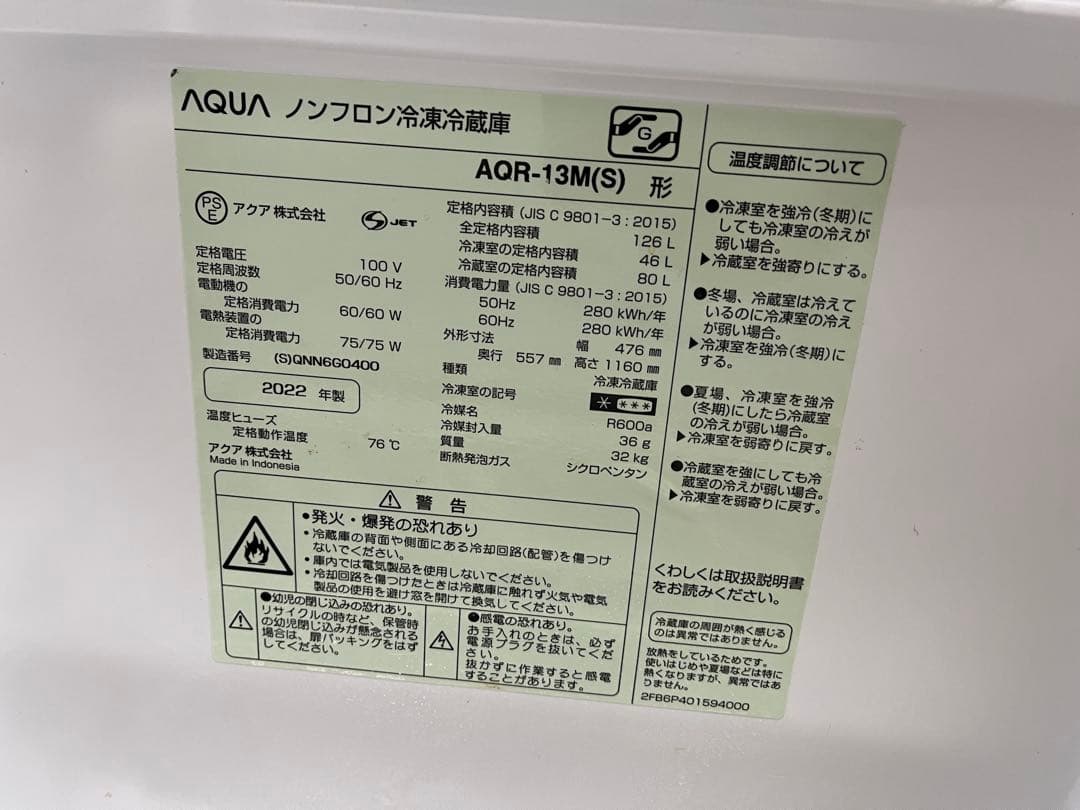 AQUA ノンフロン冷凍冷蔵庫
G
AQR-13M(S) 形
PS
E
アクア 株式会社
S JET
定格電圧 100 V
定格周波数 50/60 Hz
電動機の
定格消費電力 60/60 W
電熱装置の
定格消費電力 75/75 W
製造番号 (S)QNN6G0400
2022 年製
温度ヒューズ
定格動作温度 76 ℃
アクア 株式会社
Made in Indonesia
定格内容積 (JIS C 9801-3 : 2015)
全定格内容積 126 L
冷凍室の定格内容積 46 L
冷蔵室の定格内容積 80 L
消費電力量 (JIS C 9801-3 : 2015)
50Hz 280 kWh/年
60Hz 280 kWh/年
外形寸法 幅 476 mm
奥行 557 mm 高さ 1160 mm
種類 冷凍冷蔵庫
冷凍室の記号 * ***
冷媒名 R600a
冷媒封入量 36 g
質量 32 kg
断熱発泡ガス シクロペンタン
⚠ 警 告
●発火・爆発の恐れあり
・冷蔵庫の背面や側面にある冷却回路(配管)を傷つけ
ないでください。
・庫内では電気製品を使用しないでください。
・冷却回路を傷つけたときは冷蔵庫に触れず火気や電気
製品の使用を避け窓を開けて換気してください。
●幼児の閉じ込みの恐れあり。
リサイクルの時など、保管時
の幼児閉じ込みが懸念される
場合は、扉パッキングをはず
してください。
●感電の恐れあり。
お手入れのときは、必ず
電源プラグを抜いてくだ
さい。
抜かずに作業すると感電
することがあります。
温度調節について
●冷凍室を強冷(冬期)に
しても冷凍室の冷えが
弱い場合。
▶冷蔵室を強寄りにする。
●冬場、冷蔵室は冷えて
いるのに冷凍室の冷え
が弱い場合。
▶冷凍室を強冷(冬期)に
する。
●夏場、冷凍室を強冷
(冬期)にしたら冷蔵室
の冷えが弱い場合。
▶冷凍室を弱寄りに戻す。
●冷蔵室を強にしても冷
蔵室の冷えが弱い場合。
▶冷凍室を弱寄りに戻す。
くわしくは取扱説明書
をお読みください。
冷蔵庫の周囲が熱く感じる
のは異常ではありません。
放熱をしているためです。
使いはじめや夏場などは特に
熱くなりますが、異常ではあ
りません。
2FB6P401594000